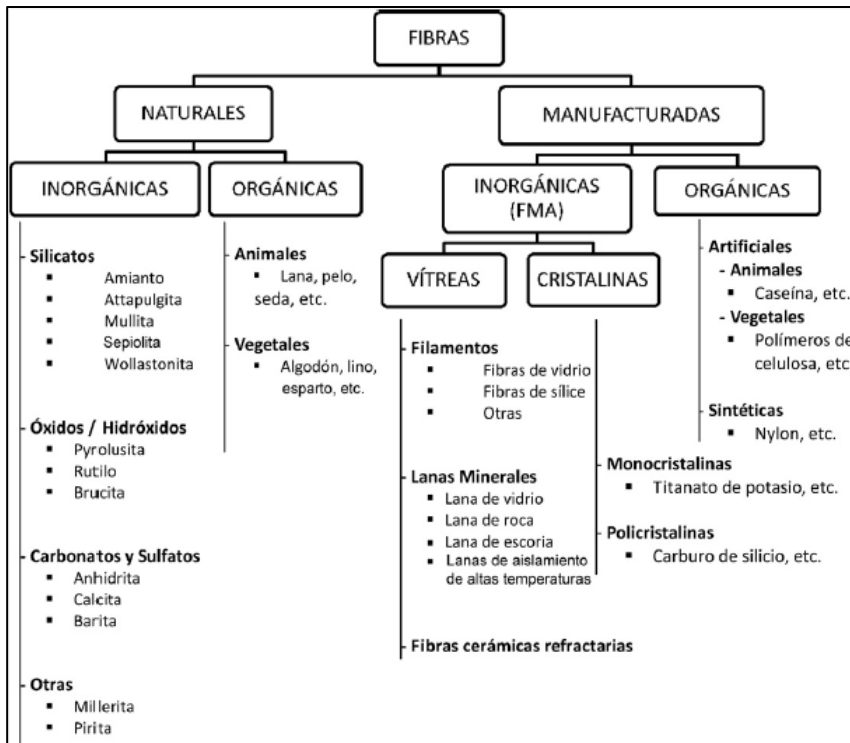 FIBRAS
NATURALES
MANUFACTURADAS
INORGÁNICAS
ORGÁNICAS
INORGÁNICAS
(FMA)
ORGÁNICAS
VÍTREAS
CRISTALINAS
- Silicatos
▪ Amianto
▪ Attapulgita
▪ Mullita
▪ Sepiolita
▪ Wollastonita
- Óxidos / Hidróxidos
▪ Pyrolusita
▪ Rutilo
▪ Brucita
- Carbonatos y Sulfatos
▪ Anhidrita
▪ Calcita
▪ Barita
- Otras
▪ Millerita
▪ Pirita
- Animales
▪ Lana, pelo,
seda, etc.
- Vegetales
▪ Algodón, lino,
esparto, etc.
- Filamentos
▪ Fibras de vidrio
▪ Fibras de sílice
▪ Otras
- Lanas Minerales
▪ Lana de vidrio
▪ Lana de roca
▪ Lana de escoria
▪ Lanas de aislamiento
de altas temperaturas
- Fibras cerámicas refractarias
- Monocristalinas
▪ Titanato de potasio, etc.
- Policristalinas
▪ Carburo de silicio, etc.
- Artificiales
- Animales
▪ Caseína, etc.
- Vegetales
▪ Polímeros de
celulosa, etc
- Sintéticas
▪ Nylon, etc.